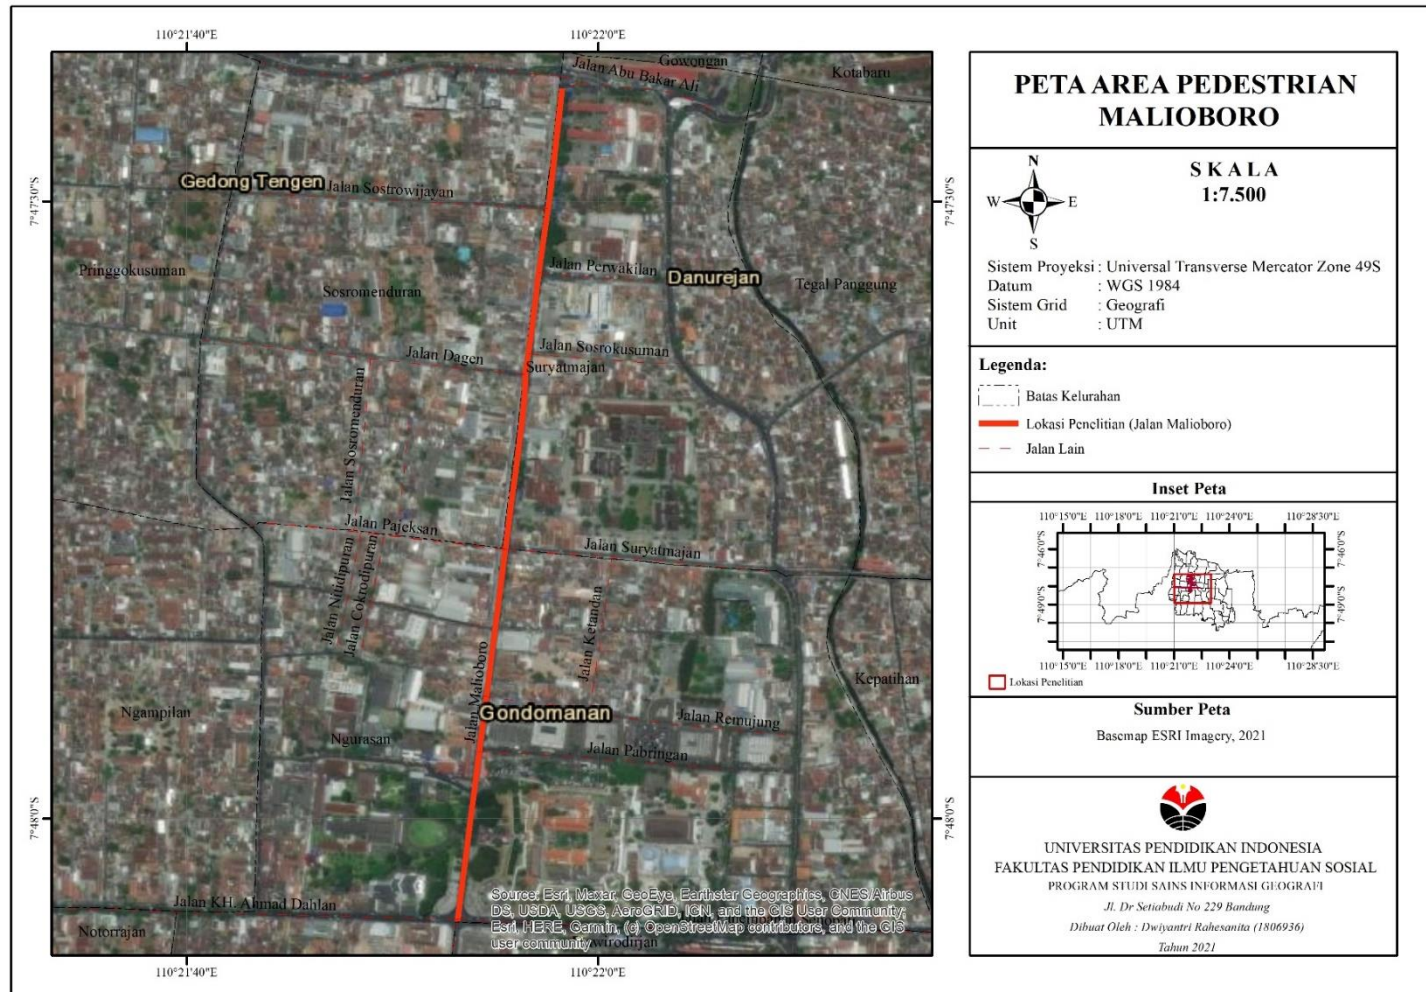 110°21'40"E
110°22'0"E
7°47'30"S
7°47'30"S
7°48'0"S
7°48'0"S
110°21'40"E
110°22'0"E
Gowongan
Jalan Abu Bakar Ali
Kotabaru
Gedong Tengen
Jalan Sostrowijayan
Pringgokusuman
Sosromenduran
Jalan Perwakilan
Danurejan
Tegal Panggung
Jalan Dagen
Jalan Sosrokusuman
Suryatmajan
Jalan Sosromenduran
Jalan Pajeksan
Jalan Suryatmajan
Jalan Nitidipuran
Jalan Cokrodipuran
Jalan Ketandan
Jalan Malioboro
Kepatihan
Ngampilan
Gondomanan
Jalan Remujung
Ngurasan
Jalan Pabringan
Jalan KH. Ahmad Dahlan
Notorrajan
Source: Esri, Maxar, GeoEye, Earthstar Geographics, CNES/Airbus
DS, USDA, USGS, AeroGRID, IGN, and the GIS User Community,
Esri, HERE, Garmin, (c) OpenStreetMap contributors, and the GIS
user community
PETA AREA PEDESTRIAN
MALIOBORO
N
W
E
S
S K A L A
1:7.500
Sistem Proyeksi : Universal Transverse Mercator Zone 49S
Datum : WGS 1984
Sistem Grid : Geografi
Unit : UTM
Legenda:
Batas Kelurahan
Lokasi Penelitian (Jalan Malioboro)
Jalan Lain
Inset Peta
110°15'0"E 110°18'0"E 110°21'0"E 110°24'0"E 110°28'30"E
7°46'0"S
7°46'0"S
7°49'0"S
7°49'0"S
110°15'0"E 110°18'0"E 110°21'0"E 110°24'0"E 110°28'30"E
Lokasi Penelitian
Sumber Peta
Basemap ESRI Imagery, 2021
UNIVERSITAS PENDIDIKAN INDONESIA
FAKULTAS PENDIDIKAN ILMU PENGETAHUAN SOSIAL
PROGRAM STUDI SAINS INFORMASI GEOGRAFI
Jl. Dr Setiabudi No 229 Bandung
Dibuat Oleh : Dwiyantri Rahesanita (1806936)
Tahun 2021